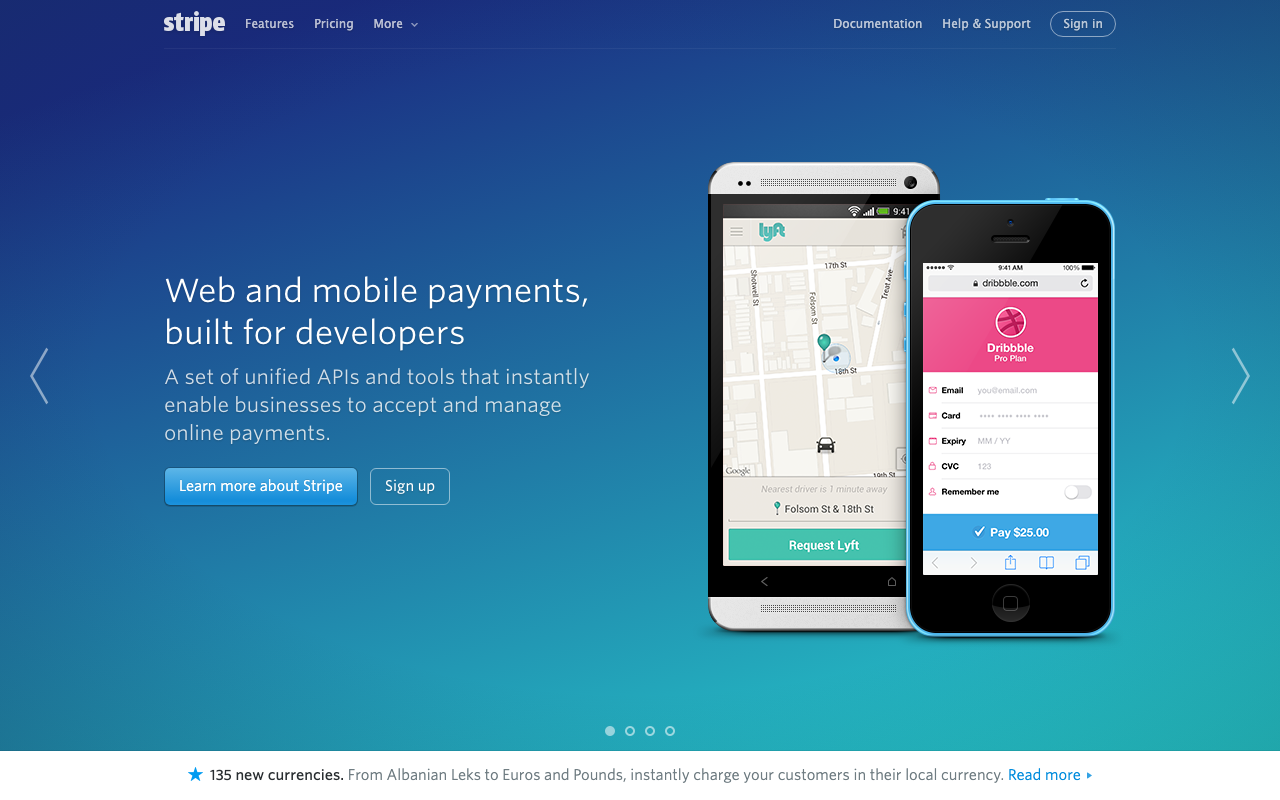 stripe Features Pricing More Documentation Help & Support Sign in
Web and mobile payments,
built for developers
A set of unified APIs and tools that instantly
enable businesses to accept and manage
online payments.
Learn more about Stripe Sign up
9:41
lyft
17th St
Shotwell St
Folsom St
Treat Ave
18th St
Google
19th St
Nearest driver is 1 minute away
Folsom St & 18th St
Request Lyft
9:41 AM 100%
dribbble.com
Dribbble
Pro Plan
Email you@email.com
Card •••• •••• •••• ••••
Expiry MM / YY
CVC 123
Remember me
Pay $25.00
135 new currencies. From Albanian Leks to Euros and Pounds, instantly charge your customers in their local currency. Read more